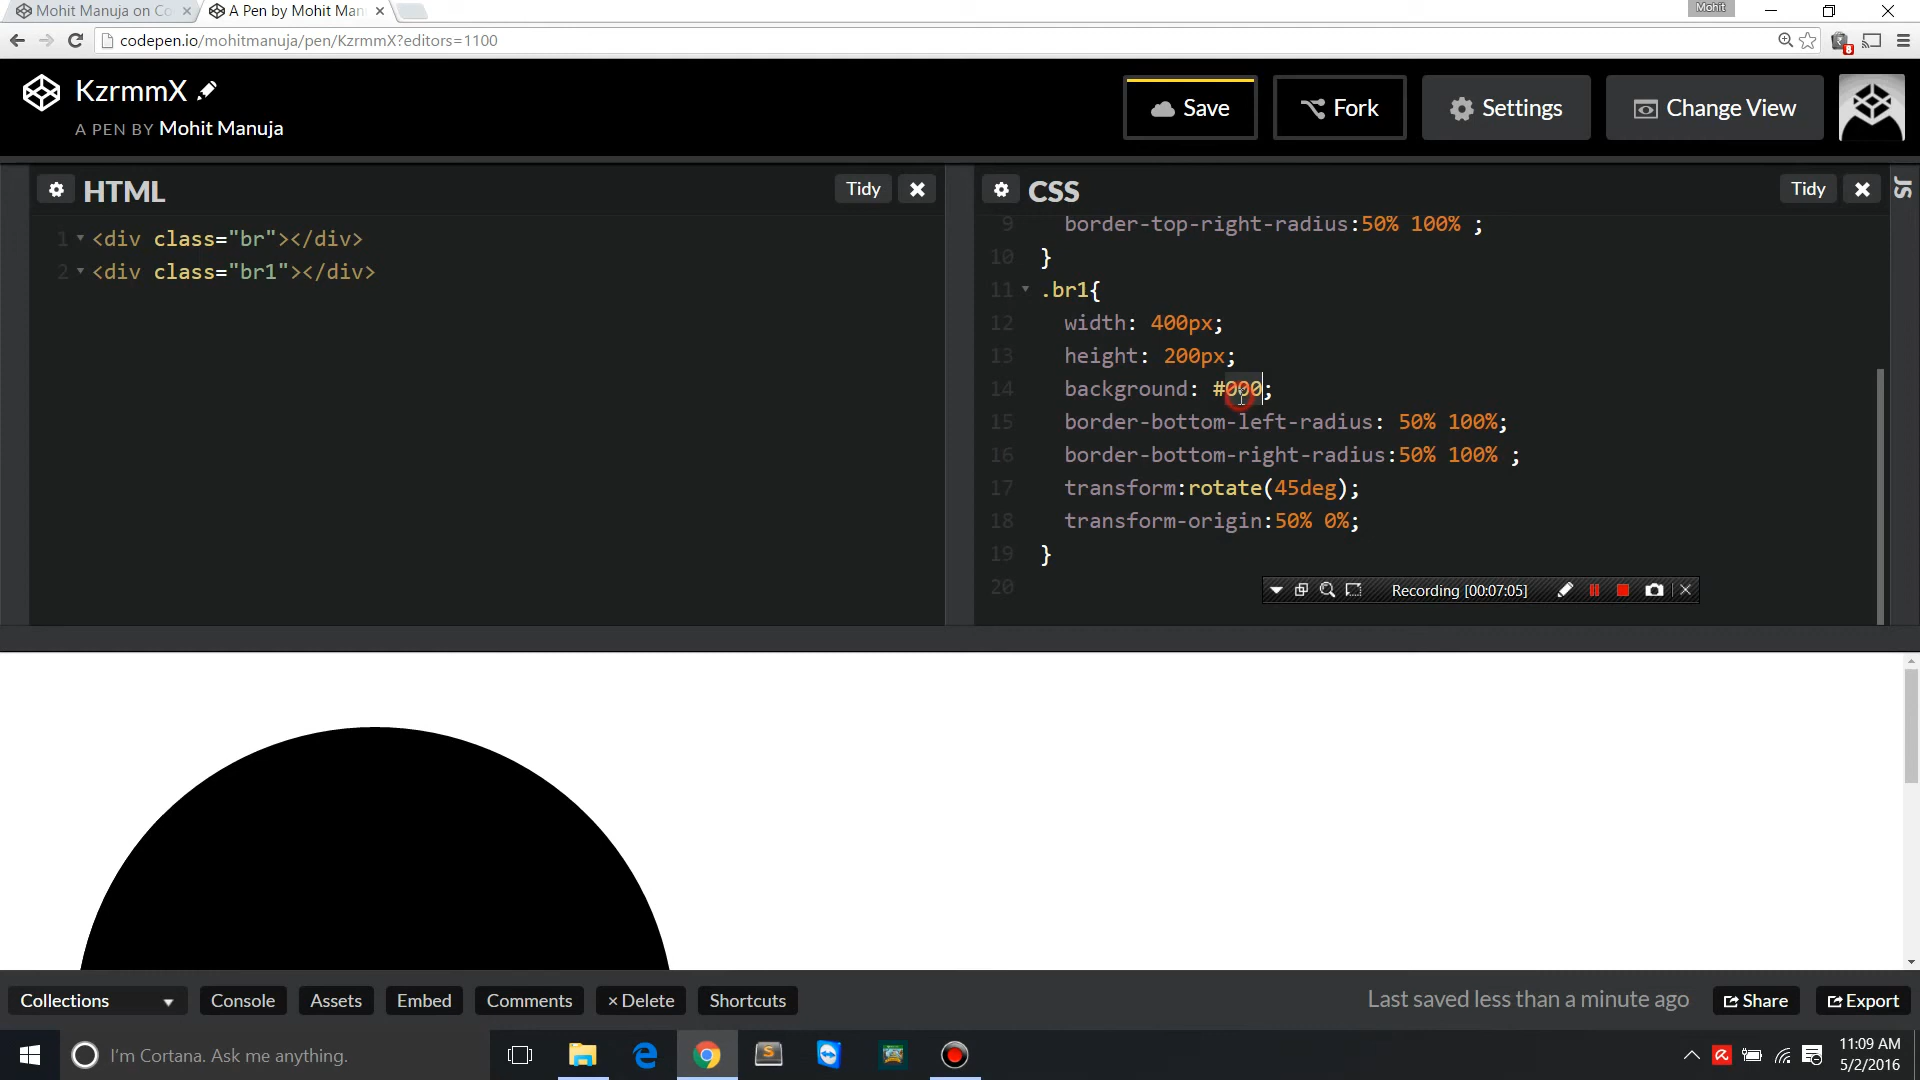 Mohit Manuja on Co
A Pen by Mohit Man
Mohit
codepen.io/mohitmanuja/pen/KzrmmX?editors=1100
8
KzrmmX
A PEN BY Mohit Manuja
Save
Fork
Settings
Change View
HTML
Tidy
CSS
Tidy
JS
1 <div class="br"></div>
2 <div class="br1"></div>
9 border-top-right-radius:50% 100% ;
10 }
11 .br1{
12 width: 400px;
13 height: 200px;
14 background: #000;
15 border-bottom-left-radius: 50% 100%;
16 border-bottom-right-radius:50% 100% ;
17 transform:rotate(45deg);
18 transform-origin:50% 0%;
19 }
20
Recording [00:07:05]
Collections
Console
Assets
Embed
Comments
× Delete
Shortcuts
Last saved less than a minute ago
Share
Export
I'm Cortana. Ask me anything.
11:09 AM
5/2/2016